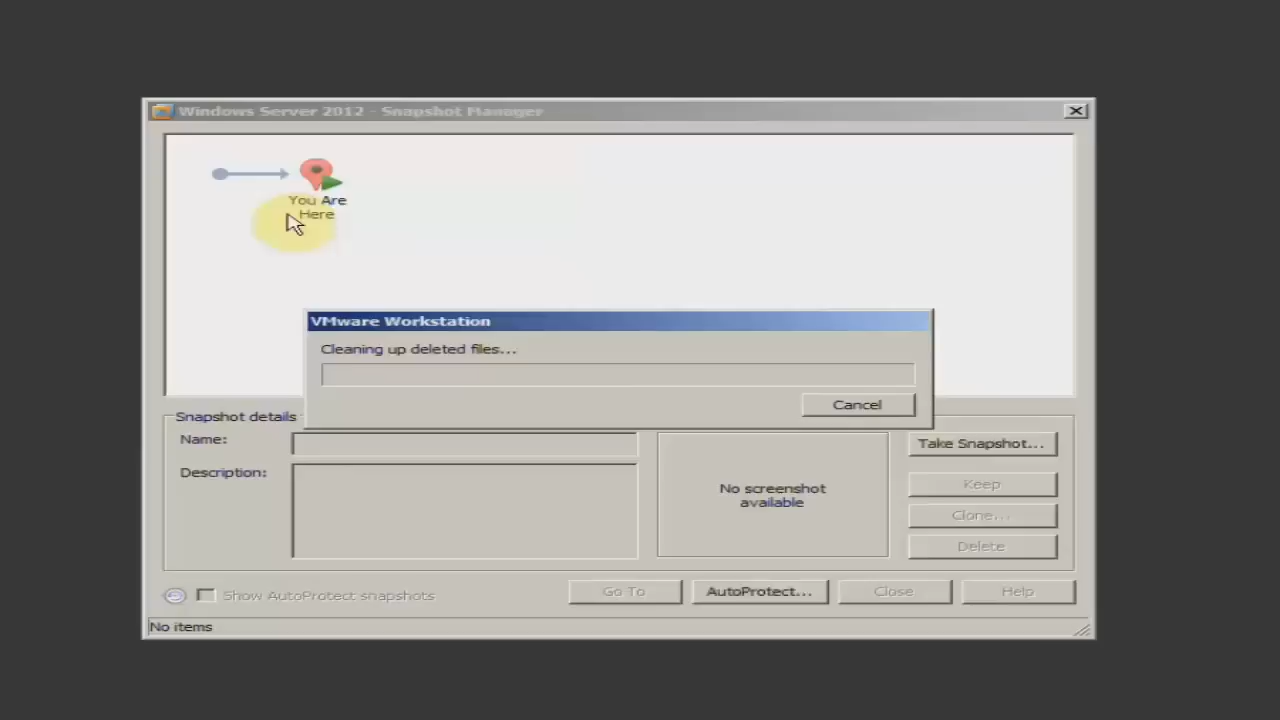 Windows Server 2012 - Snapshot Manager
You Are
Here
VMware Workstation
Cleaning up deleted files...
Cancel
Snapshot details
Name:
Description:
No screenshot
available
Take Snapshot...
Keep
Clone...
Delete
Show AutoProtect snapshots
Go To
AutoProtect...
Close
Help
No items